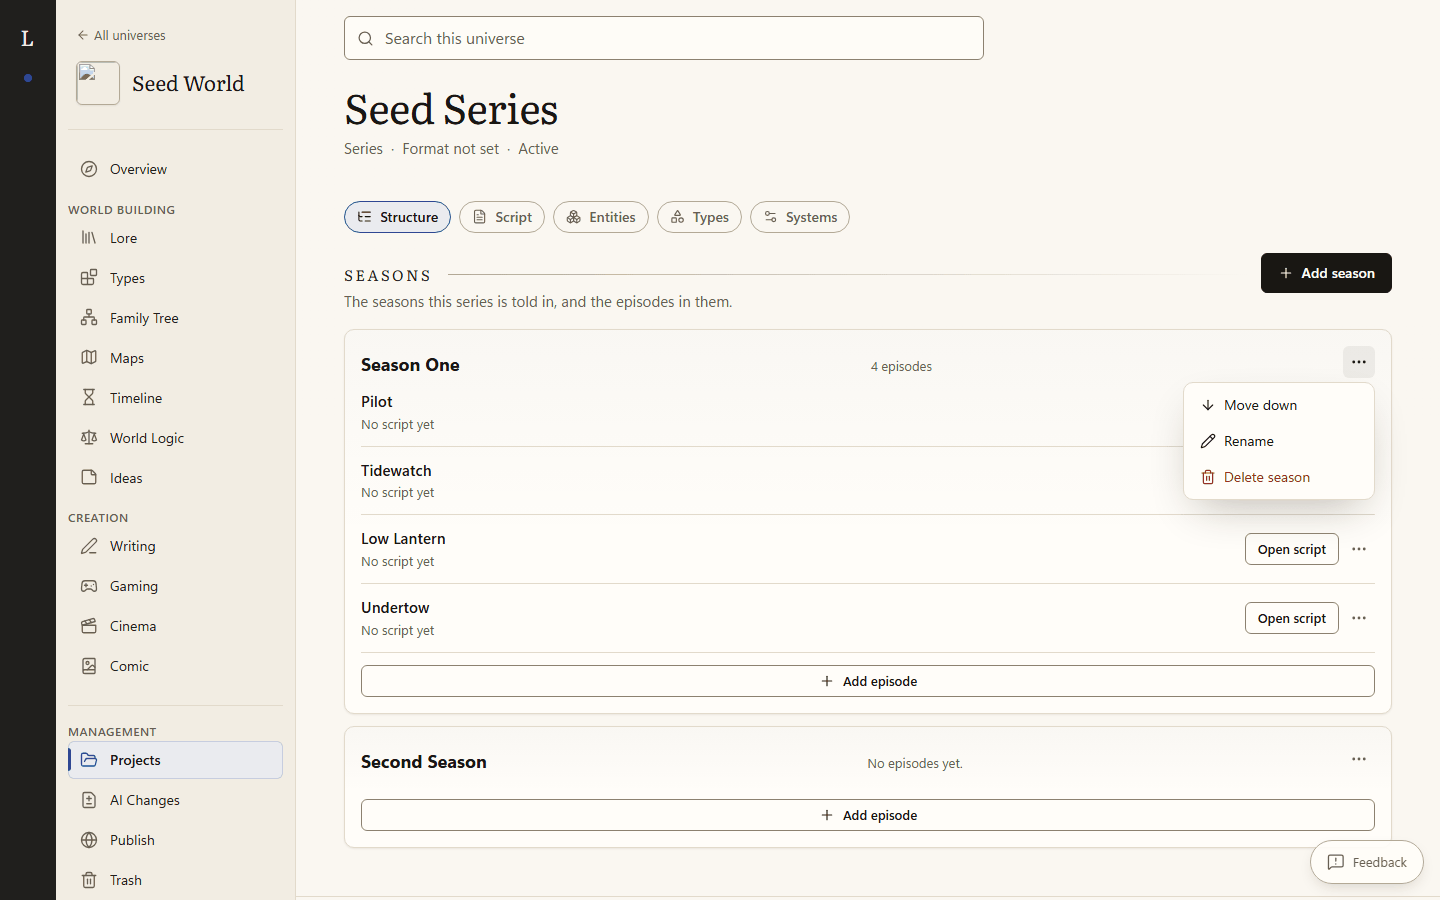 L
All universes
Seed World
Overview
WORLD BUILDING
Lore
Types
Family Tree
Maps
Timeline
World Logic
Ideas
CREATION
Writing
Gaming
Cinema
Comic
MANAGEMENT
Projects
AI Changes
Publish
Trash
Search this universe
Seed Series
Series · Format not set · Active
Structure
Script
Entities
Types
Systems
SEASONS
Add season
The seasons this series is told in, and the episodes in them.
Season One
4 episodes
Move down
Rename
Delete season
Pilot
No script yet
Tidewatch
No script yet
Low Lantern
No script yet
Open script
Undertow
No script yet
Open script
Add episode
Second Season
No episodes yet.
Add episode
Feedback